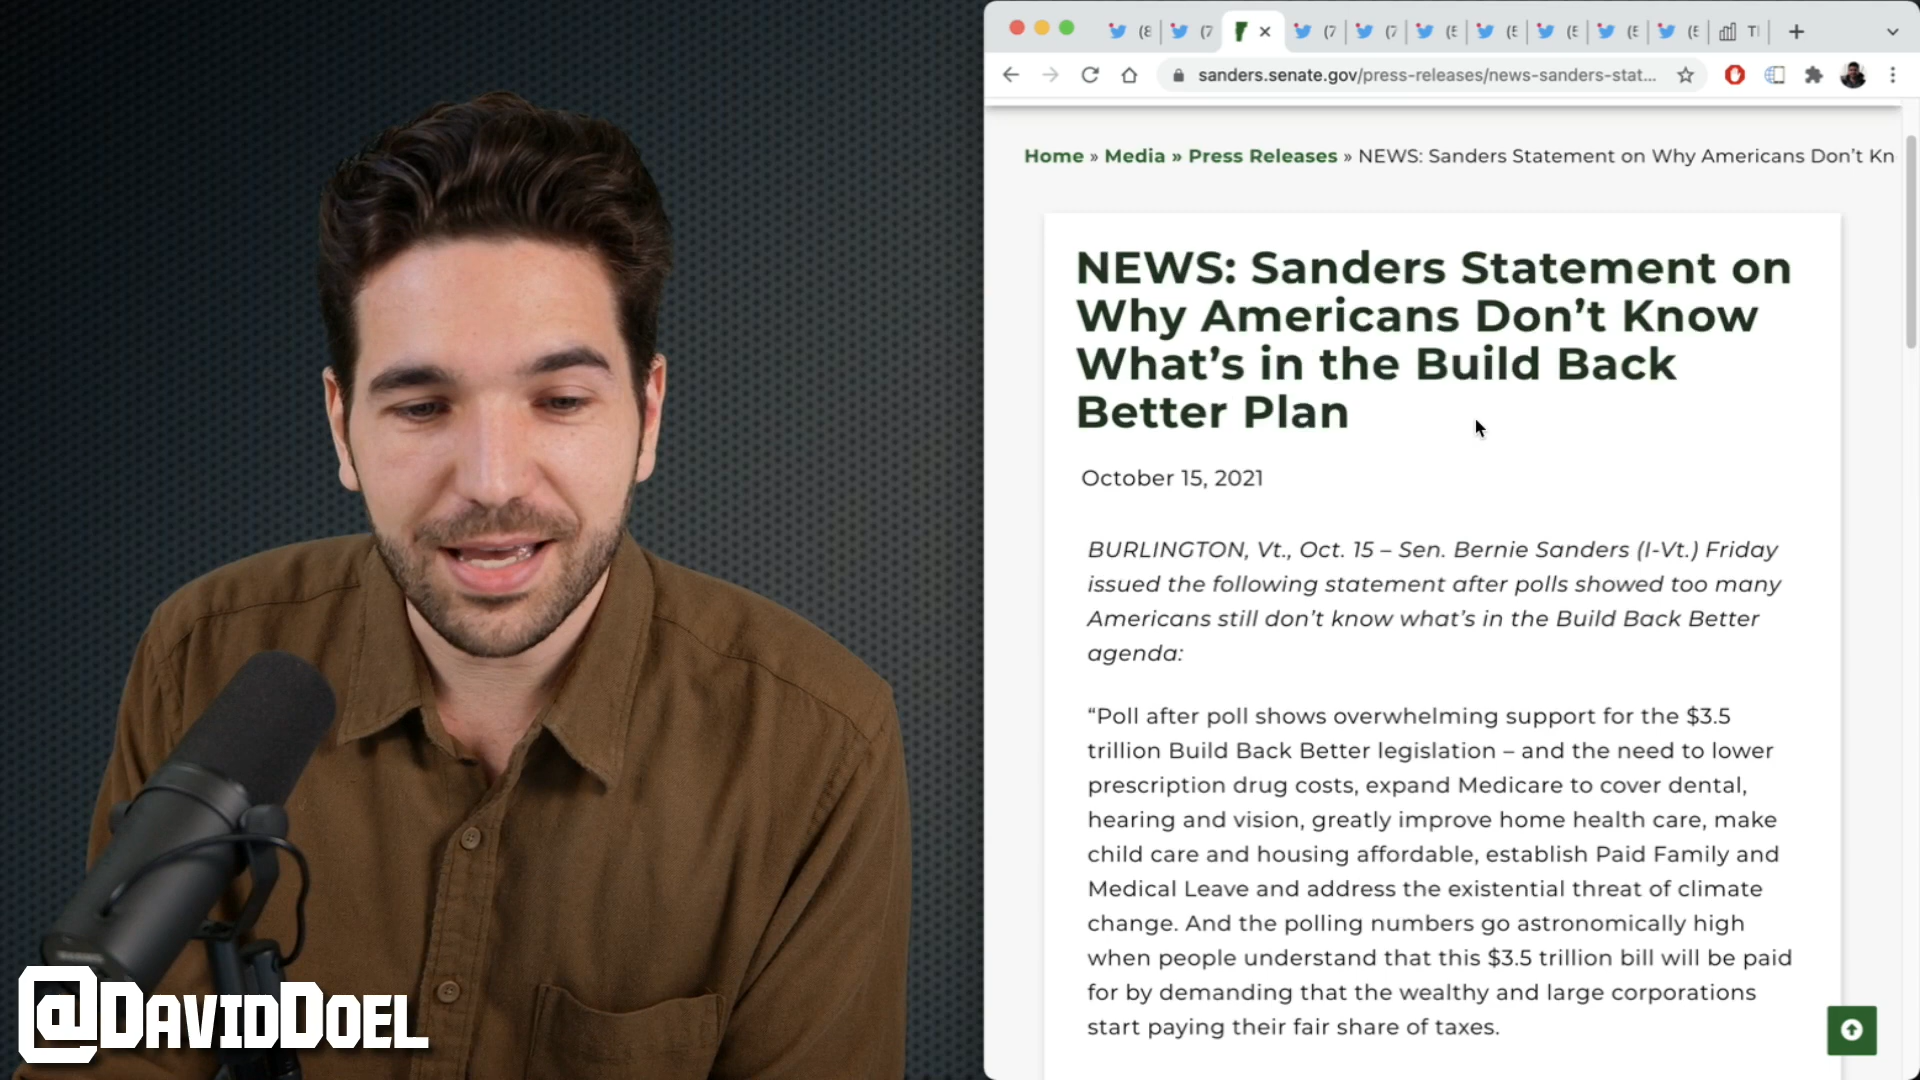 (8
(7
(7
(7
(E
(E
(E
(E
(E
sanders.senate.gov/press-releases/news-sanders-stat...
Home » Media » Press Releases » NEWS: Sanders Statement on Why Americans Don't Kn
NEWS: Sanders Statement on
Why Americans Don't Know
What's in the Build Back
Better Plan
October 15, 2021
BURLINGTON, Vt., Oct. 15 – Sen. Bernie Sanders (I-Vt.) Friday
issued the following statement after polls showed too many
Americans still don't know what's in the Build Back Better
agenda:
“Poll after poll shows overwhelming support for the $3.5
trillion Build Back Better legislation – and the need to lower
prescription drug costs, expand Medicare to cover dental,
hearing and vision, greatly improve home health care, make
child care and housing affordable, establish Paid Family and
Medical Leave and address the existential threat of climate
change. And the polling numbers go astronomically high
when people understand that this $3.5 trillion bill will be paid
for by demanding that the wealthy and large corporations
start paying their fair share of taxes.
@DAVIDDOEL